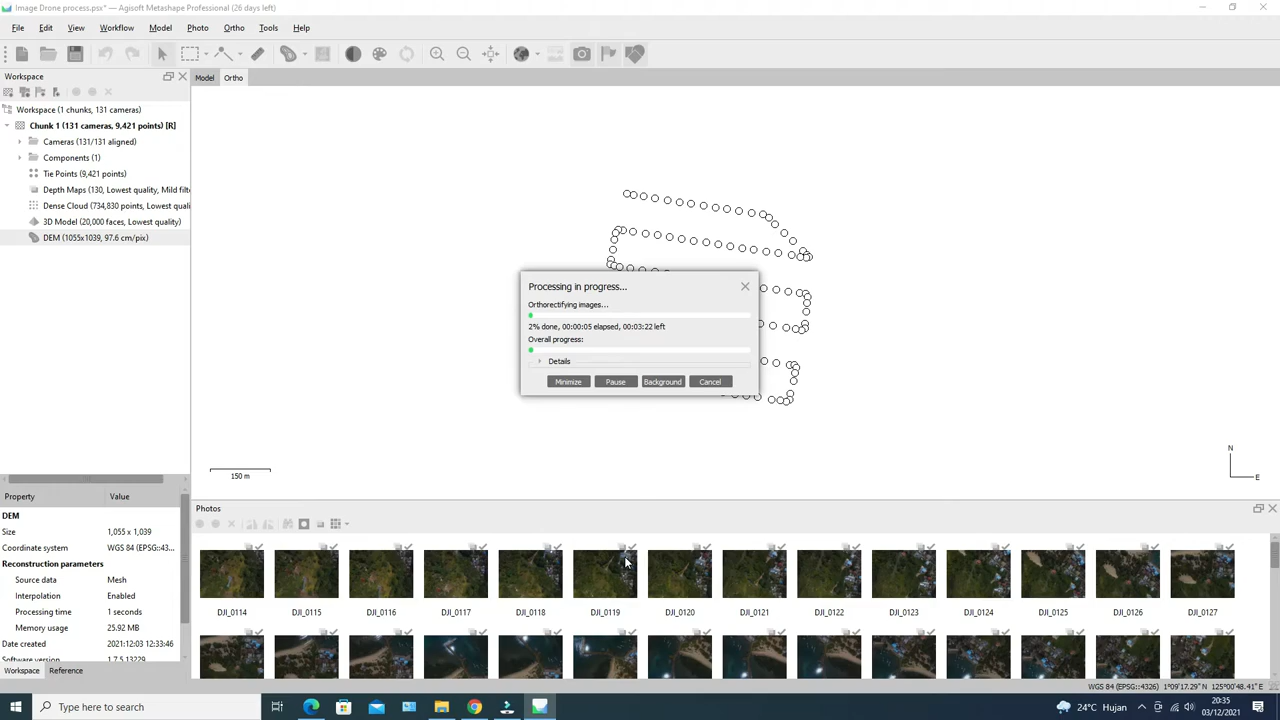 Image Drone process.psx* — Agisoft Metashape Professional (26 days left)
File Edit View Workflow Model Photo Ortho Tools Help
Workspace
Model Ortho
Workspace (1 chunks, 131 cameras)
Chunk 1 (131 cameras, 9,421 points) [R]
Cameras (131/131 aligned)
Components (1)
Tie Points (9,421 points)
Depth Maps (130, Lowest quality, Mild filte
Dense Cloud (734,830 points, Lowest quali
3D Model (20,000 faces, Lowest quality)
DEM (1055x1039, 97.6 cm/pix)
Processing in progress...
Orthorectifying images...
2% done, 00:00:05 elapsed, 00:03:22 left
Overall progress:
Details
Minimize Pause Background Cancel
150 m
N
E
Property Value
DEM
Size 1,055 x 1,039
Coordinate system WGS 84 (EPSG::43...
Reconstruction parameters
Source data Mesh
Interpolation Enabled
Processing time 1 seconds
Memory usage 25.92 MB
Date created 2021:12:03 12:33:46
Software version 1.7.5.13229
Workspace Reference
Photos
DJI_0114 DJI_0115 DJI_0116 DJI_0117 DJI_0118 DJI_0119 DJI_0120 DJI_0121 DJI_0122 DJI_0123 DJI_0124 DJI_0125 DJI_0126 DJI_0127
WGS 84 (EPSG::4326) 1°09'17.29" N 125°00'48.41" E
Type here to search
24°C Hujan
20:35
03/12/2021